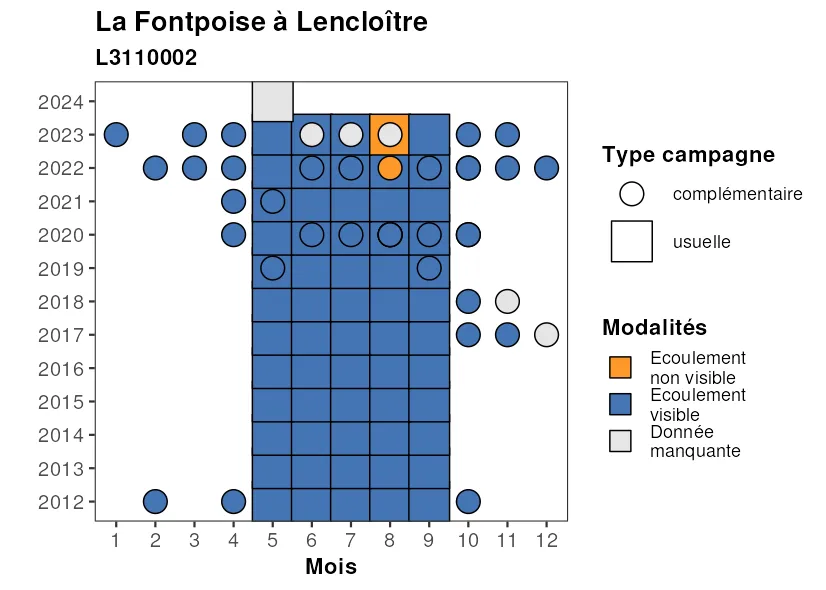 La Fontpoise à Lencloître
L3110002
2024
2023
2022
2021
2020
2019
2018
2017
2016
2015
2014
2013
2012
1 2 3 4 5 6 7 8 9 10 11 12
Mois
Type campagne
complémentaire
usuelle
Modalités
Ecoulement
non visible
Ecoulement
visible
Donnée
manquante